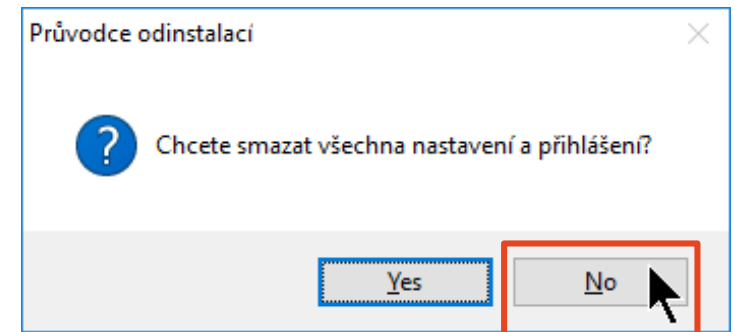 Průvodce odinstalací
Chcete smazat všechna nastavení a přihlášení?
Yes No